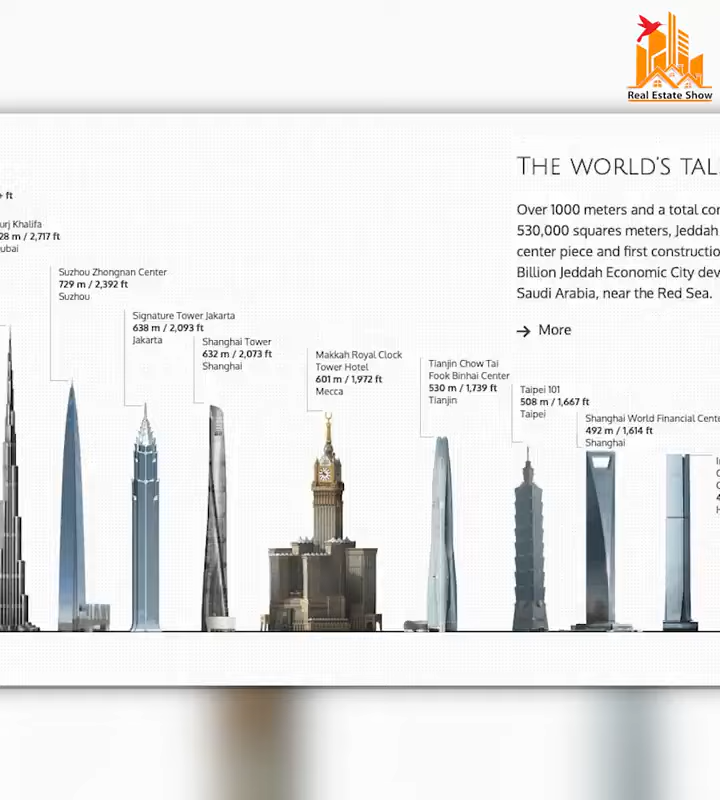 Real Estate Show
THE WORLD'S TAL
Over 1000 meters and a total con
530,000 squares meters, Jeddah
center piece and first constructio
Billion Jeddah Economic City dev
Saudi Arabia, near the Red Sea.
→ More
ft
urj Khalifa
28 m / 2,717 ft
ubai
Suzhou Zhongnan Center
729 m / 2,392 ft
Suzhou
Signature Tower Jakarta
638 m / 2,093 ft
Jakarta
Shanghai Tower
632 m / 2,073 ft
Shanghai
Makkah Royal Clock
Tower Hotel
601 m / 1,972 ft
Mecca
Tianjin Chow Tai
Fook Binhai Center
530 m / 1,739 ft
Tianjin
Taipei 101
508 m / 1,667 ft
Taipei
Shanghai World Financial Cente
492 m / 1,614 ft
Shanghai